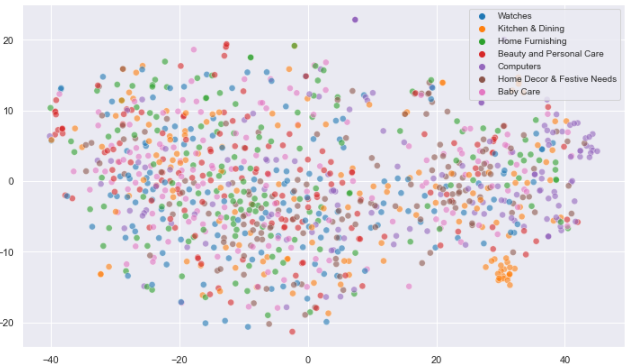 Watches
Kitchen & Dining
Home Furnishing
Beauty and Personal Care
Computers
Home Decor & Festive Needs
Baby Care
20
10
0
−10
−20
−40
−20
0
20
40